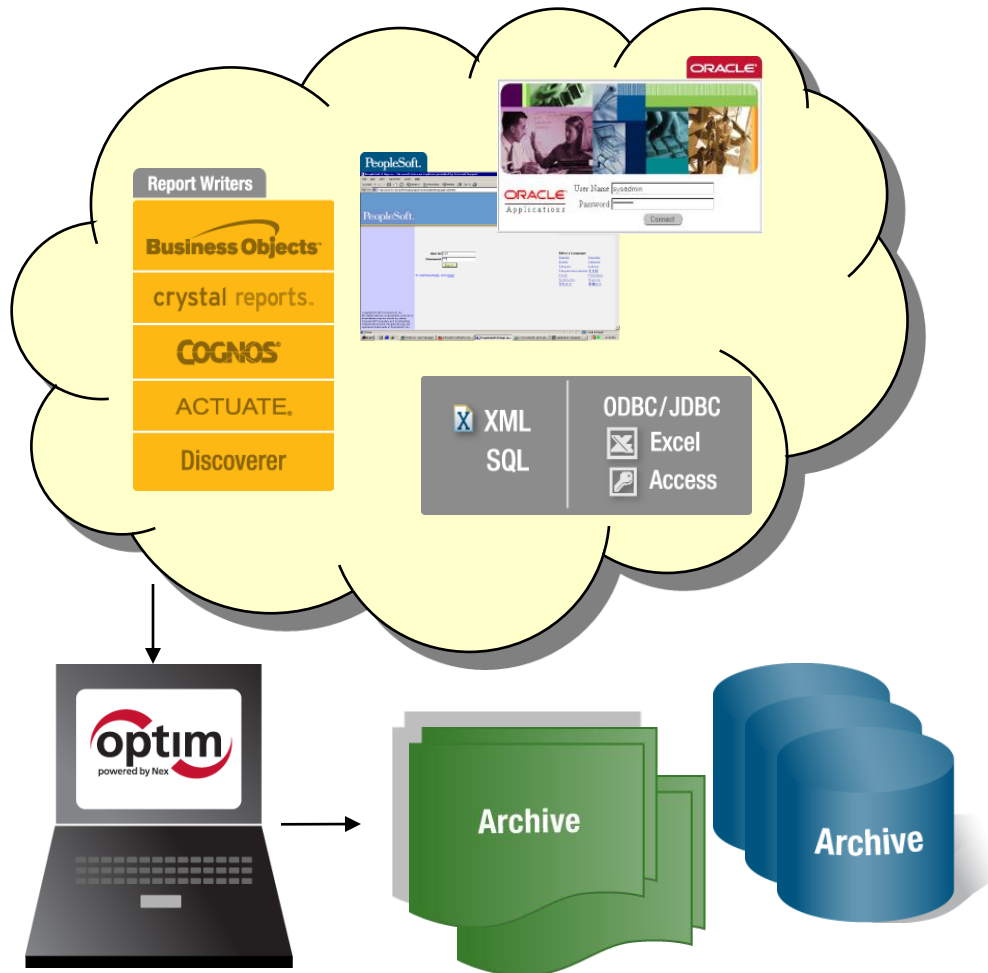 ORACLE
Report Writers
Business Objects
crystal reports.
COGNOS
ACTUATE.
Discoverer
PeopleSoft.
PeopleSoft.
ORACLE
Applications
User Name sysadmin
Password
Connect
XML
SQL
ODBC/JDBC
Excel
Access
optim
powered by Nex
Archive
Archive